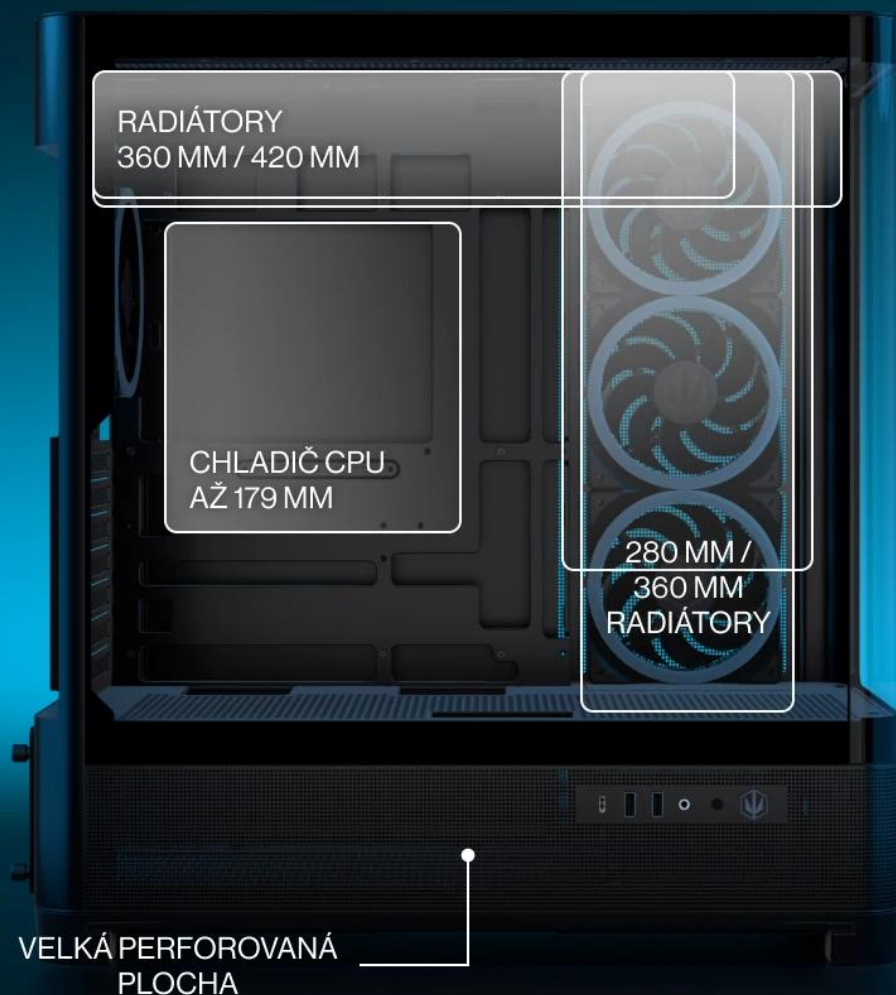 RADIÁTORY
360 MM / 420 MM
CHLADIČ CPU
AŽ 179 MM
280 MM /
360 MM
RADIÁTORY
VELKÁ PERFOROVANÁ
PLOCHA